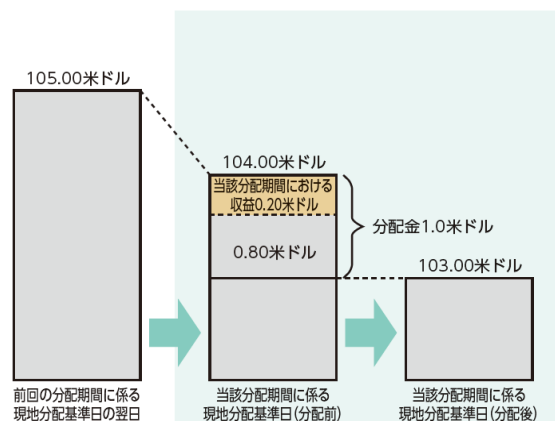 105.00米ドル
104.00米ドル
当該分配期間における
収益0.20米ドル
分配金1.0米ドル
0.80米ドル
103.00米ドル
前回の分配期間に係る
現地分配基準日の翌日
当該分配期間に係る
現地分配基準日(分配前)
当該分配期間に係る
現地分配基準日(分配後)